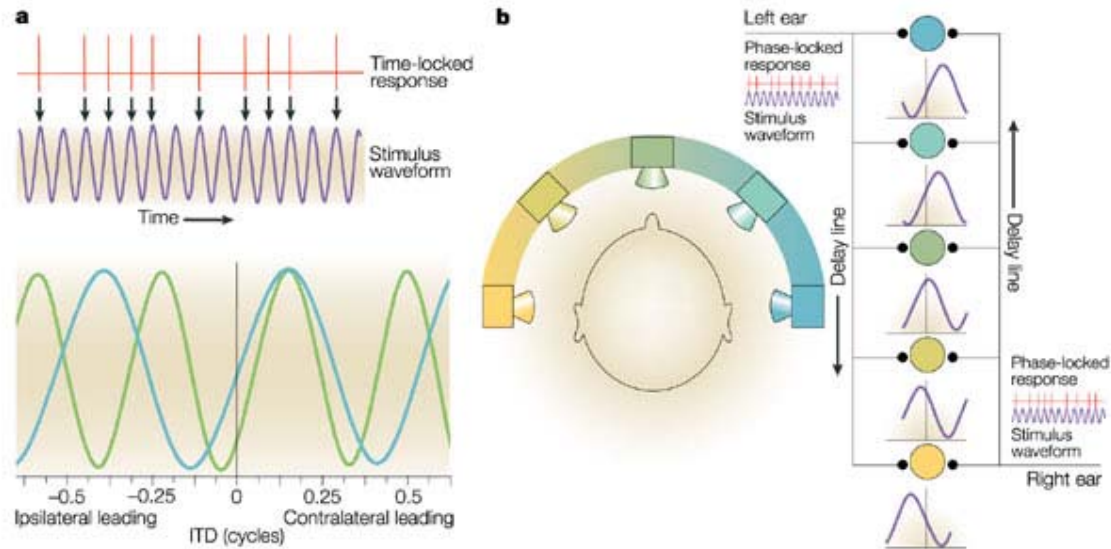 a
Time-locked
response
Stimulus
waveform
Time
−0.5
−0.25
0
0.25
0.5
Ipsilateral leading
Contralateral leading
ITD (cycles)
b
Left ear
Phase-locked
response
Stimulus
waveform
Delay line
Delay line
Phase-locked
response
Stimulus
waveform
Right ear